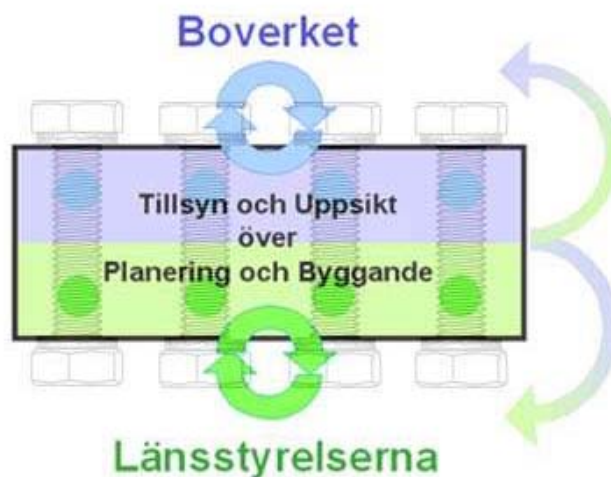 Boverket
Tillsyn och Uppsikt
över
Planering och Byggande
Länsstyrelserna